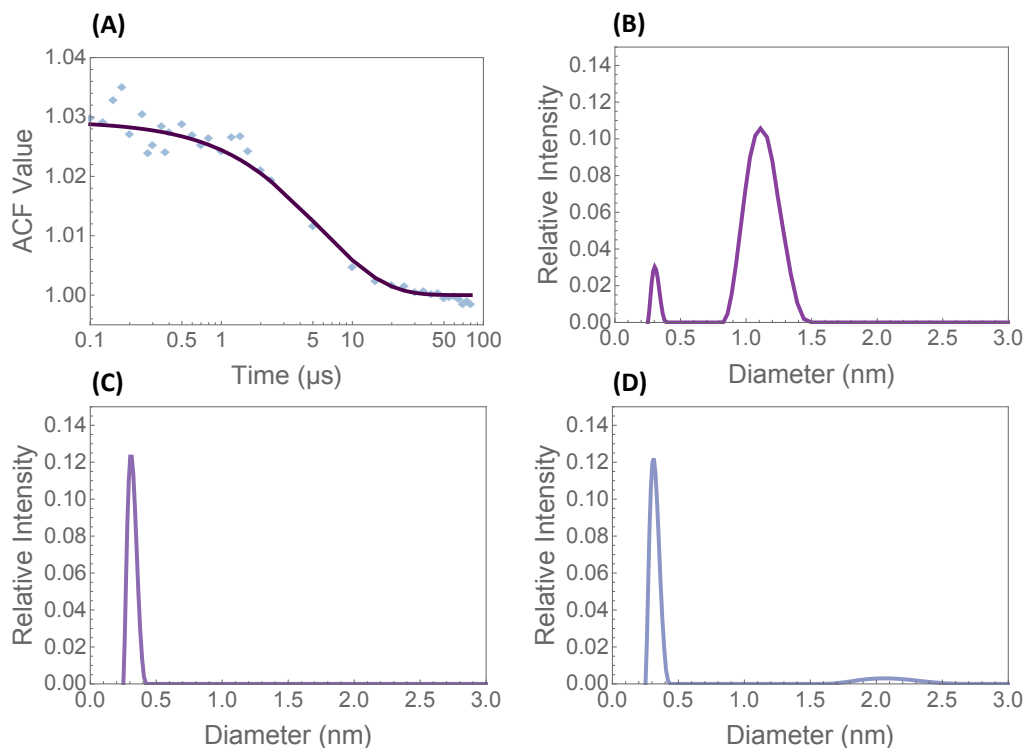 (A)
1.04
1.03
1.02
1.01
1.00
ACF Value
0.1 0.5 1 5 10 50 100
Time (µs)
(B)
0.14
0.12
0.10
0.08
0.06
0.04
0.02
0.00
Relative Intensity
0.0 0.5 1.0 1.5 2.0 2.5 3.0
Diameter (nm)
(C)
0.14
0.12
0.10
0.08
0.06
0.04
0.02
0.00
Relative Intensity
0.0 0.5 1.0 1.5 2.0 2.5 3.0
Diameter (nm)
(D)
0.14
0.12
0.10
0.08
0.06
0.04
0.02
0.00
Relative Intensity
0.0 0.5 1.0 1.5 2.0 2.5 3.0
Diameter (nm)